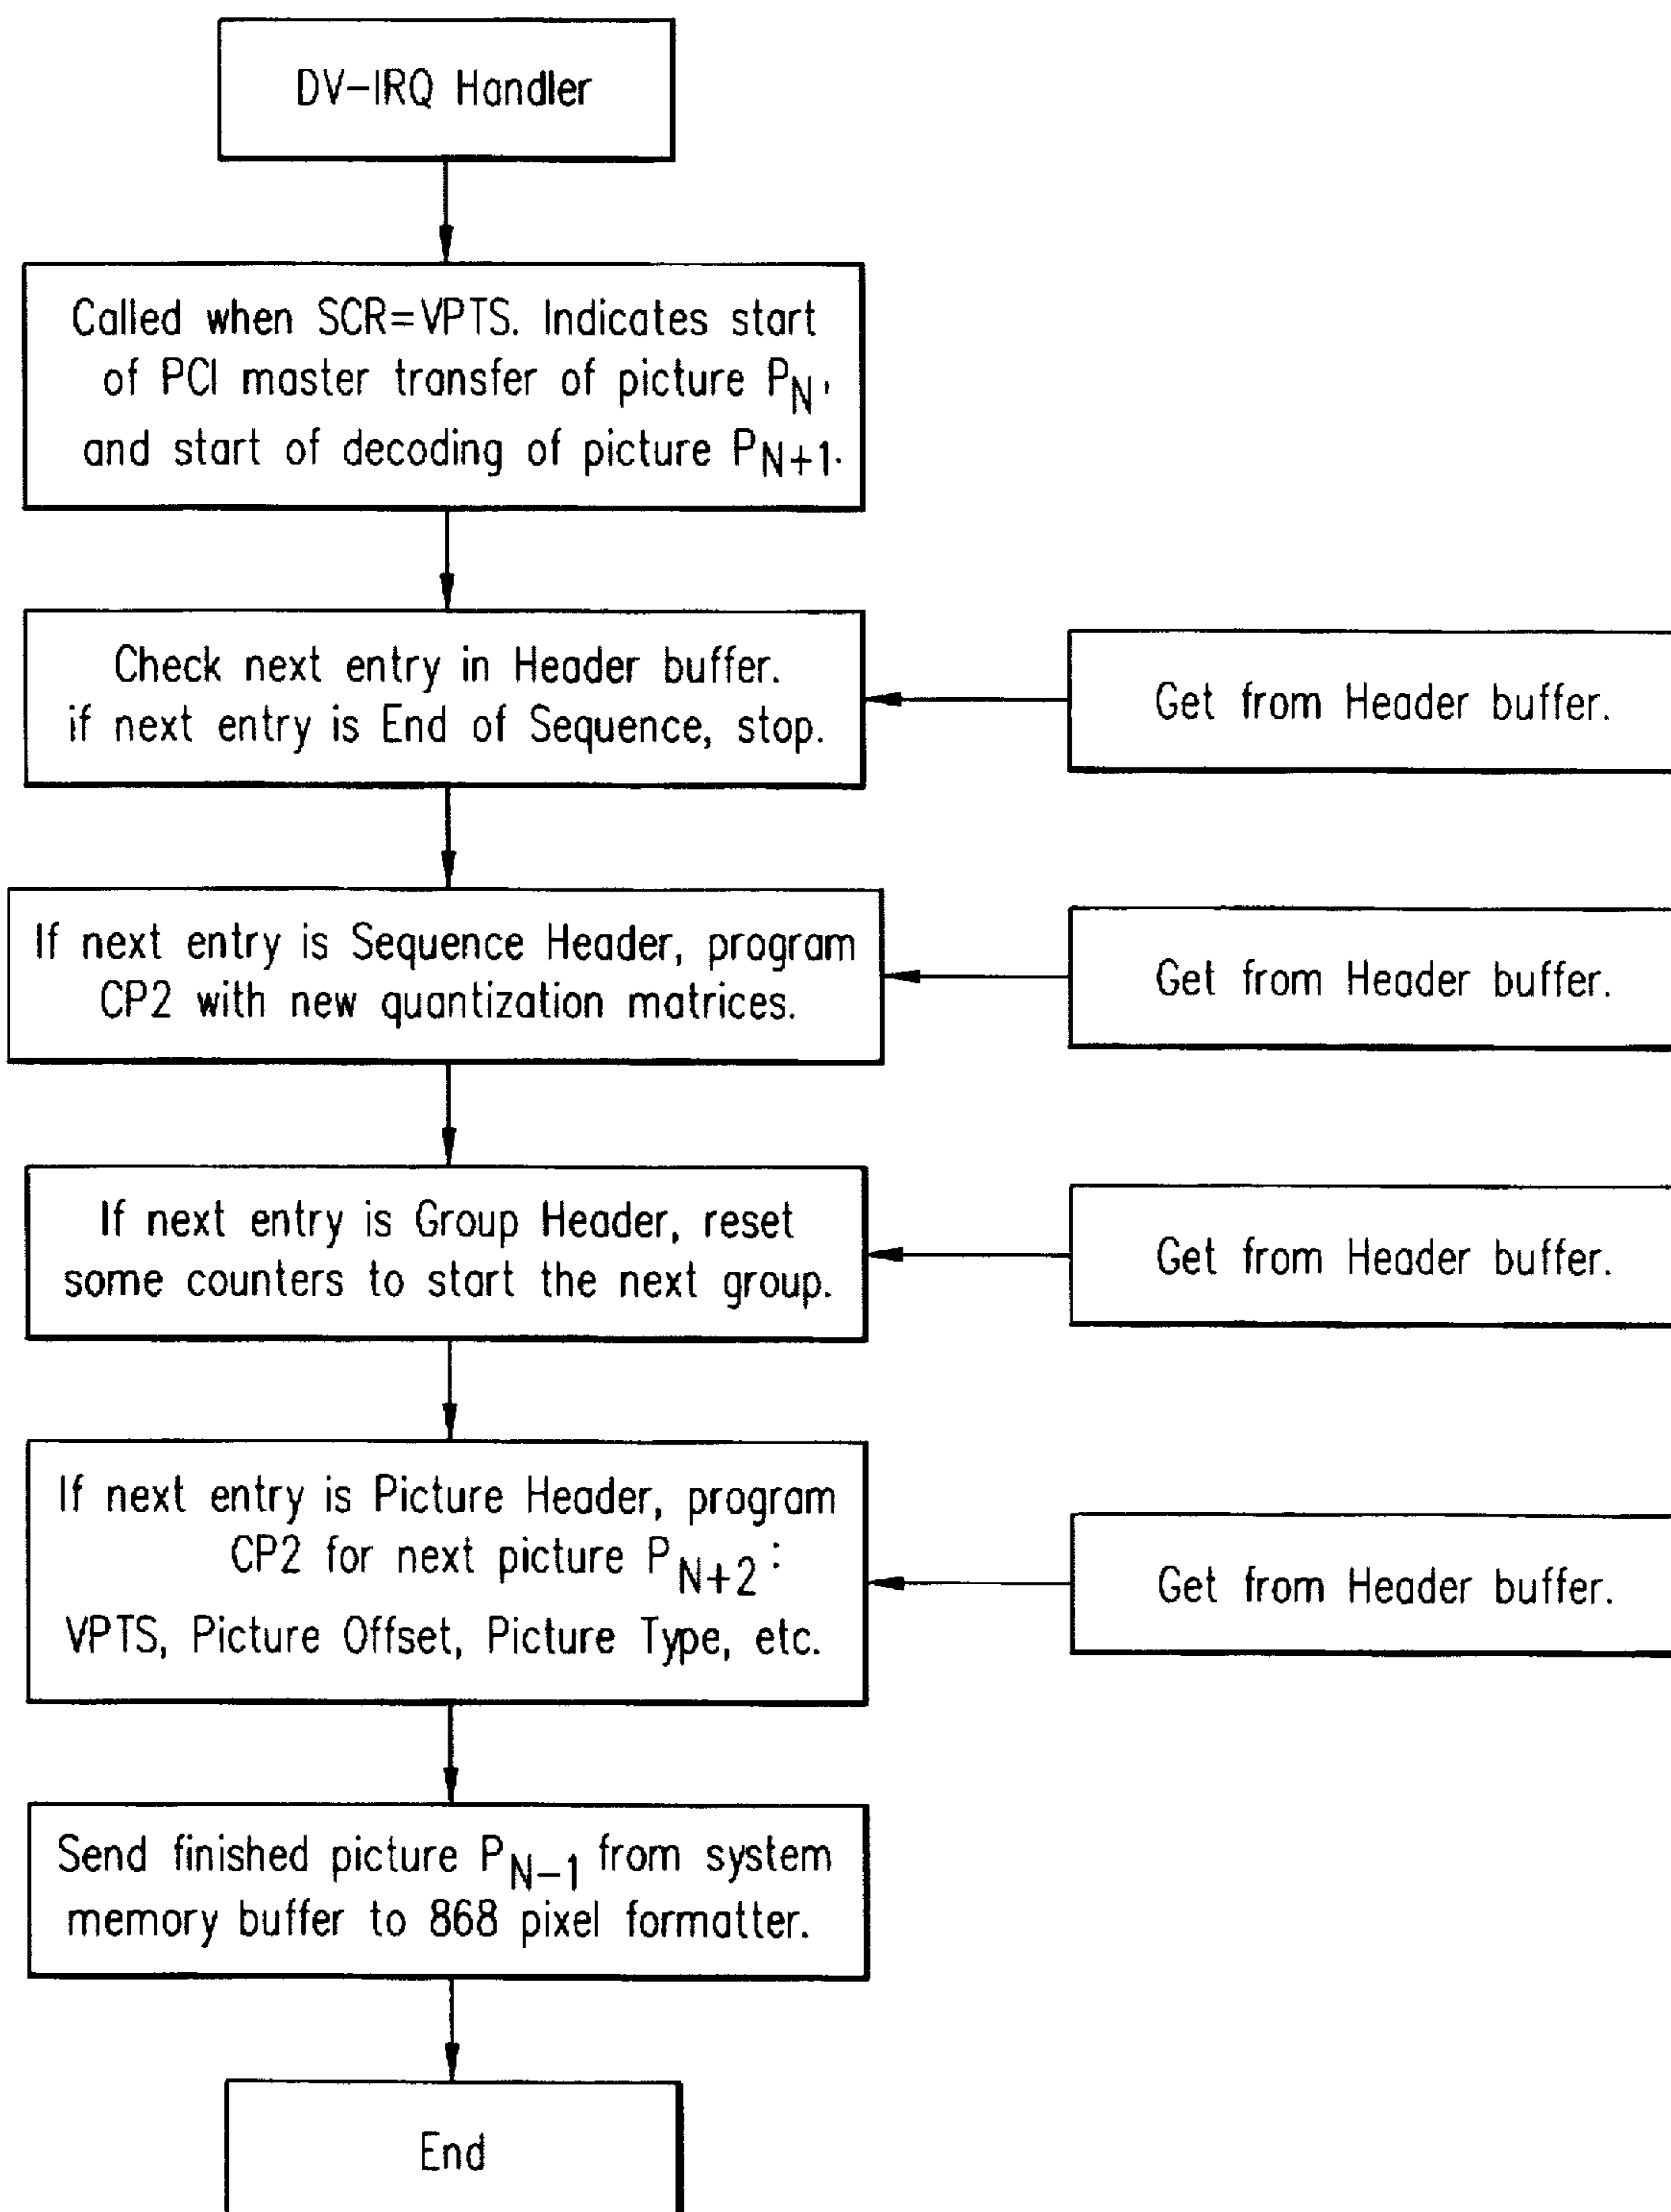 DV-IRQ Handler
Called when SCR=VPTS. Indicates start
of PCI master transfer of picture P_N,
and start of decoding of picture P_N+1.
Check next entry in Header buffer.
if next entry is End of Sequence, stop.
Get from Header buffer.
If next entry is Sequence Header, program
CP2 with new quantization matrices.
Get from Header buffer.
If next entry is Group Header, reset
some counters to start the next group.
Get from Header buffer.
If next entry is Picture Header, program
CP2 for next picture P_N+2:
VPTS, Picture Offset, Picture Type, etc.
Get from Header buffer.
Send finished picture P_N-1 from system
memory buffer to 868 pixel formatter.
End